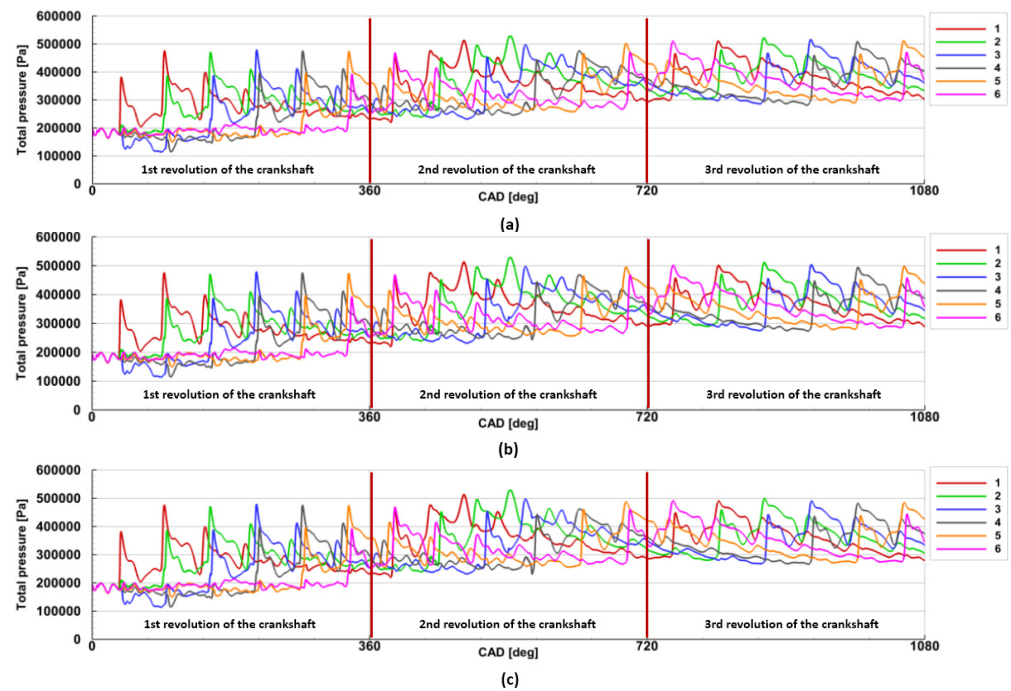 600000
500000
400000
300000
200000
100000
0
Total pressure [Pa]
1st revolution of the crankshaft
2nd revolution of the crankshaft
3rd revolution of the crankshaft
0
360
720
1080
CAD [deg]
1
2
3
4
5
6
(a)
600000
500000
400000
300000
200000
100000
0
Total pressure [Pa]
1st revolution of the crankshaft
2nd revolution of the crankshaft
3rd revolution of the crankshaft
0
360
720
1080
CAD [deg]
1
2
3
4
5
6
(b)
600000
500000
400000
300000
200000
100000
0
Total pressure [Pa]
1st revolution of the crankshaft
2nd revolution of the crankshaft
3rd revolution of the crankshaft
0
360
720
1080
CAD [deg]
1
2
3
4
5
6
(c)